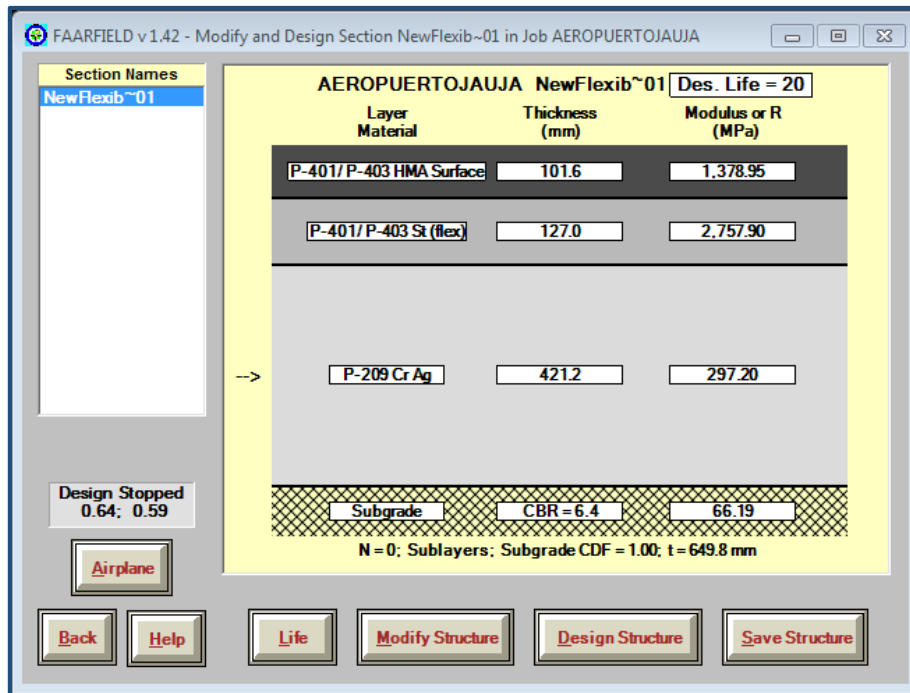 FAARFIELD v 1.42 - Modify and Design Section NewFlexib~01 in Job AEROPUERTOJAUJA
Section Names
NewFlexib~01
AEROPUERTOJAUJA NewFlexib~01 Des. Life = 20
Layer Material
Thickness (mm)
Modulus or R (MPa)
P-401/ P-403 HMA Surface 101.6 1,378.95
P-401/ P-403 St (flex) 127.0 2,757.90
--> P-209 Cr Ag 421.2 297.20
Subgrade CBR = 6.4 66.19
N = 0; Sublayers; Subgrade CDF = 1.00; t = 649.8 mm
Design Stopped
0.64; 0.59
Airplane
Back Help Life Modify Structure Design Structure Save Structure